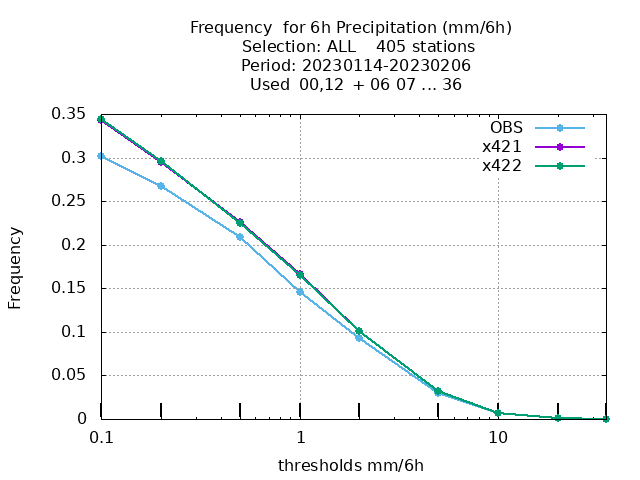 Frequency  for 6h Precipitation (mm/6h)
Selection: ALL    405 stations
Period: 20230114-20230206
Used  00,12  + 06 07 ... 36
OBS
x421
x422
0.35
0.3
0.25
0.2
0.15
0.1
0.05
0
Frequency
0.1
1
10
thresholds mm/6h